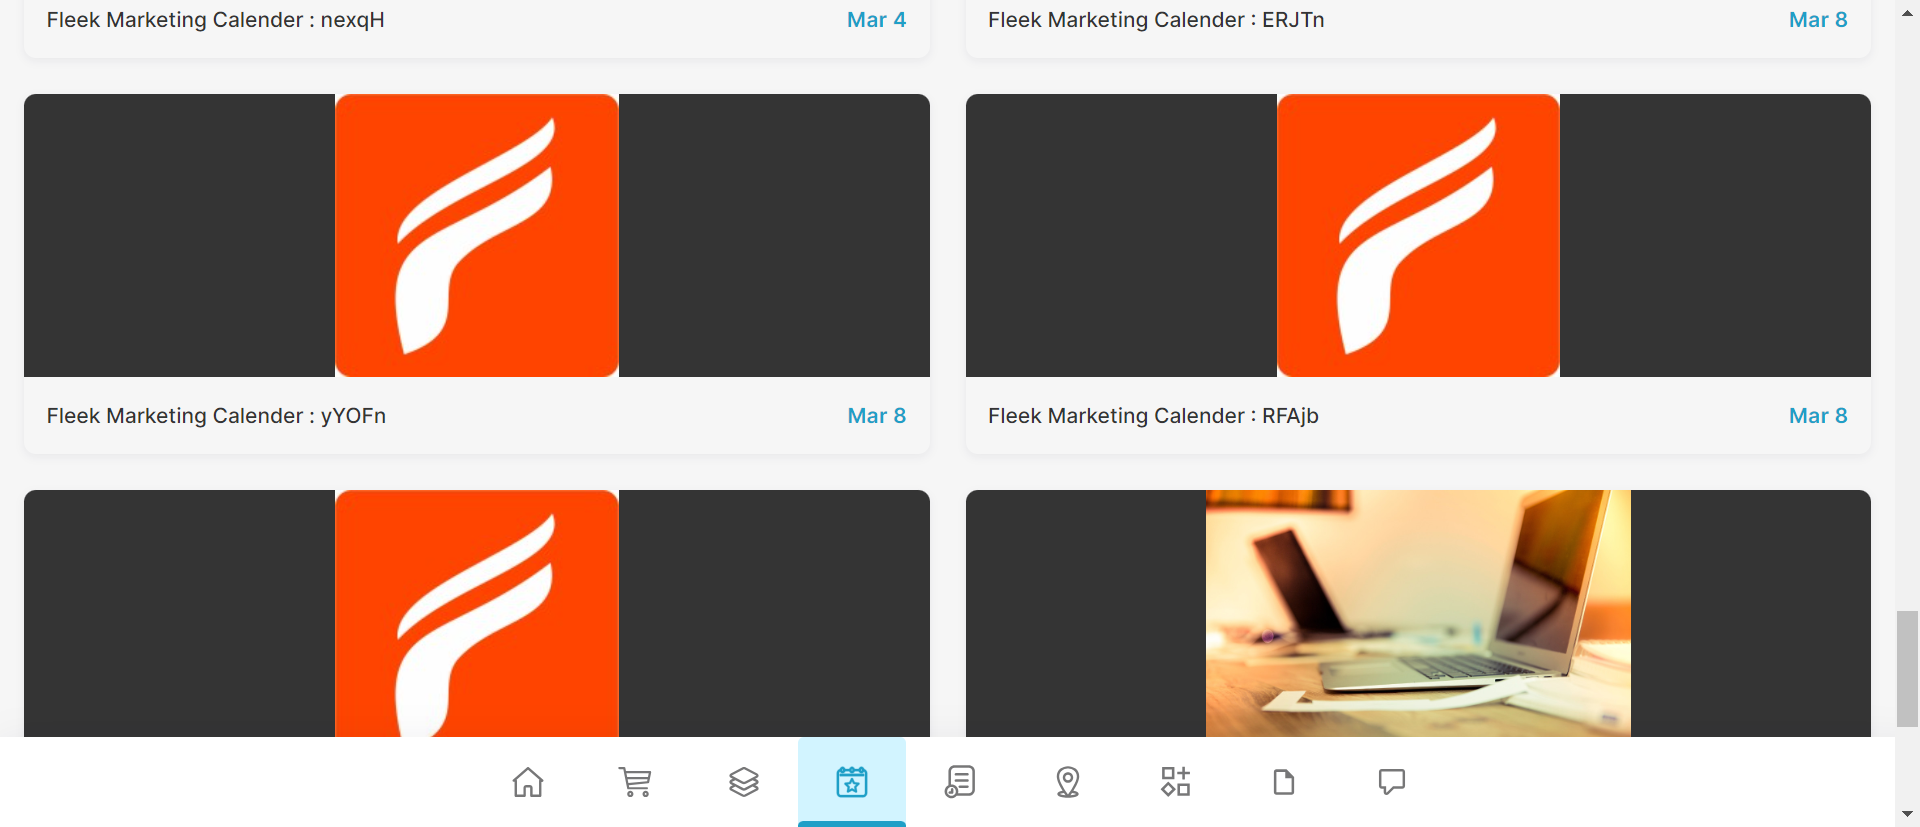 Fleek Marketing Calender : nexqH
Mar 4
Fleek Marketing Calender : ERJTn
Mar 8
Fleek Marketing Calender : yYOFn
Mar 8
Fleek Marketing Calender : RFAjb
Mar 8